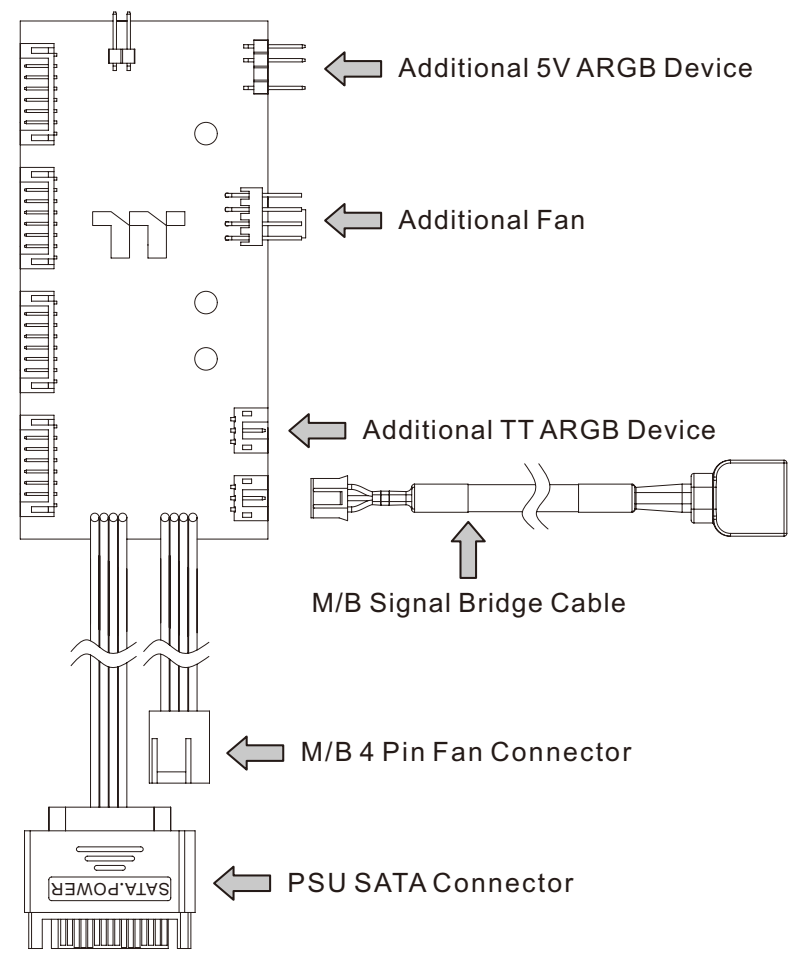 Additional 5V ARGB Device
Additional Fan
Additional TT ARGB Device
M/B Signal Bridge Cable
M/B 4 Pin Fan Connector
PSU SATA Connector
SATA.POWER